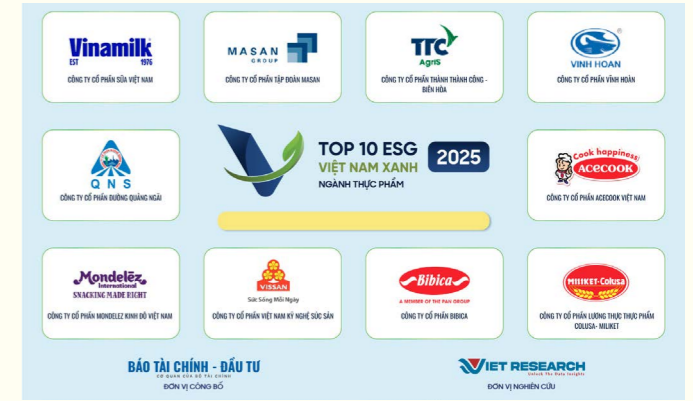 Vinamilk
EST 1976
CÔNG TY CỔ PHẦN SỮA VIỆT NAM
MASAN
GROUP
CÔNG TY CỔ PHẦN TẬP ĐOÀN MASAN
TTC
AgriS
CÔNG TY CỔ PHẦN THÀNH THÀNH CÔNG -
BIÊN HÒA
VINH HOAN
CÔNG TY CỔ PHẦN VĨNH HOÀN
QNS
CÔNG TY CỔ PHẦN ĐƯỜNG QUẢNG NGÃI
TOP 10 ESG
VIỆT NAM XANH
NGÀNH THỰC PHẨM
2025
Cook happiness
ACECOOK
CÔNG TY CỔ PHẦN ACECOOK VIỆT NAM
Mondelēz
International
SNACKING MADE RIGHT
CÔNG TY CỔ PHẦN MONDELEZ KINH ĐÔ VIỆT NAM
VISSAN
Sức Sống Mỗi Ngày
CÔNG TY CỔ PHẦN VIỆT NAM KỸ NGHỆ SÚC SẢN
Bibica
A MEMBER OF THE PAN GROUP
CÔNG TY CỔ PHẦN BIBICA
MILIKET-Colusa
CÔNG TY CỔ PHẦN LƯƠNG THỰC THỰC PHẨM
COLUSA- MILIKET
BÁO TÀI CHÍNH - ĐẦU TƯ
CƠ QUAN CỦA BỘ TÀI CHÍNH
ĐƠN VỊ CÔNG BỐ
VIET RESEARCH
Unlock The Data Insights
ĐƠN VỊ NGHIÊN CỨU